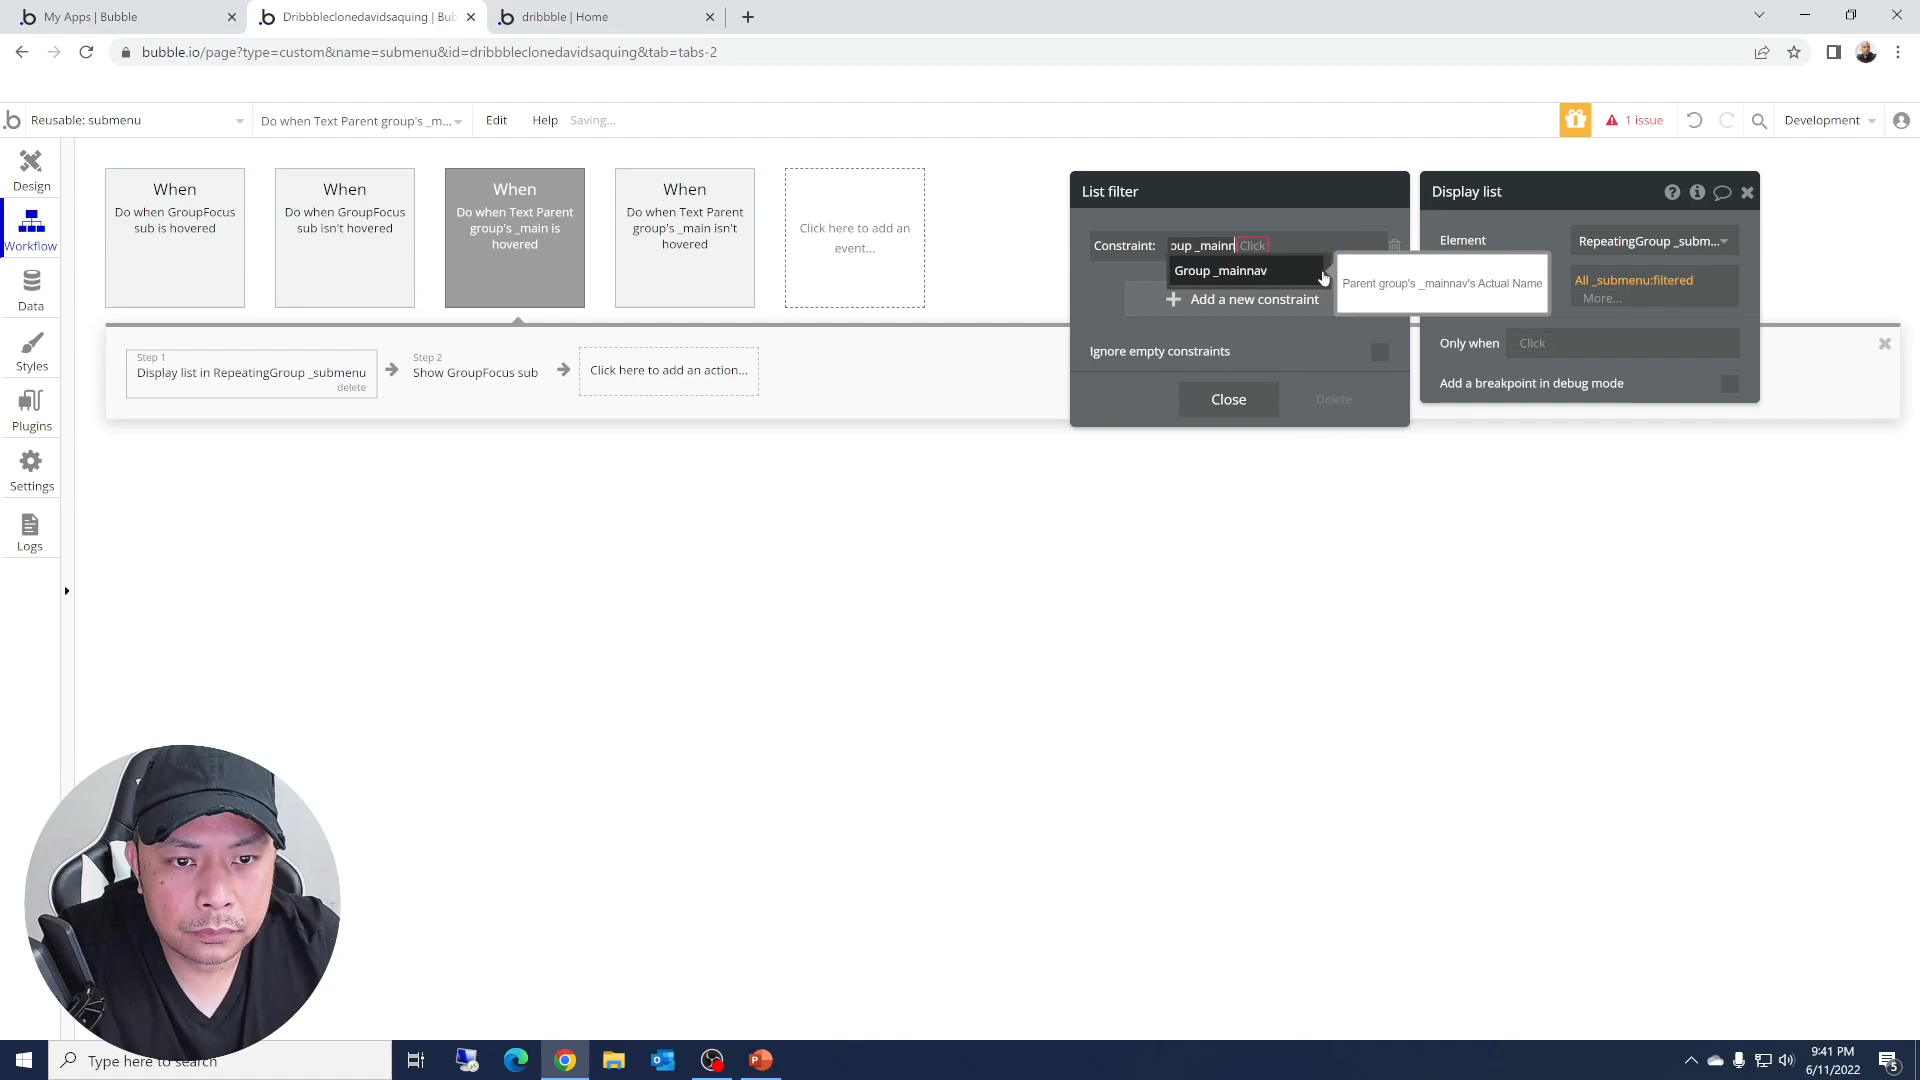 My Apps | Bubble
Dribbbleclonedavidsaquing | Bub
dribbble | Home
bubble.io/page?type=custom&name=submenu&id=dribbbleclonedavidsaquing&tab=tabs-2
Reusable: submenu
Do when Text Parent group's _m...
Edit
Help
Saving...
1 issue
Development
Design
Workflow
Data
Styles
Plugins
Settings
Logs
When
Do when GroupFocus
sub is hovered
When
Do when GroupFocus
sub isn't hovered
When
Do when Text Parent
group's _main is
hovered
When
Do when Text Parent
group's _main isn't
hovered
Click here to add an
event...
Step 1
Display list in RepeatingGroup _submenu
delete
Step 2
Show GroupFocus sub
Click here to add an action...
List filter
Constraint:
oup _mainn Click
Group _mainnav
Parent group's _mainnav's Actual Name
Add a new constraint
Ignore empty constraints
Close
Delete
Display list
Element
RepeatingGroup _subm...
All _submenu:filtered
More...
Only when
Click
Add a breakpoint in debug mode
Type here to search
9:41 PM
6/11/2022
5